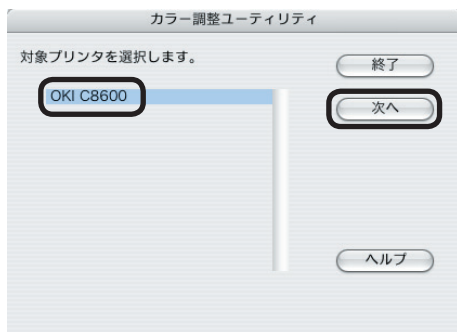 カラー調整ユーティリティ
対象プリンタを選択します。
終了
OKI C8600
次へ
ヘルプ